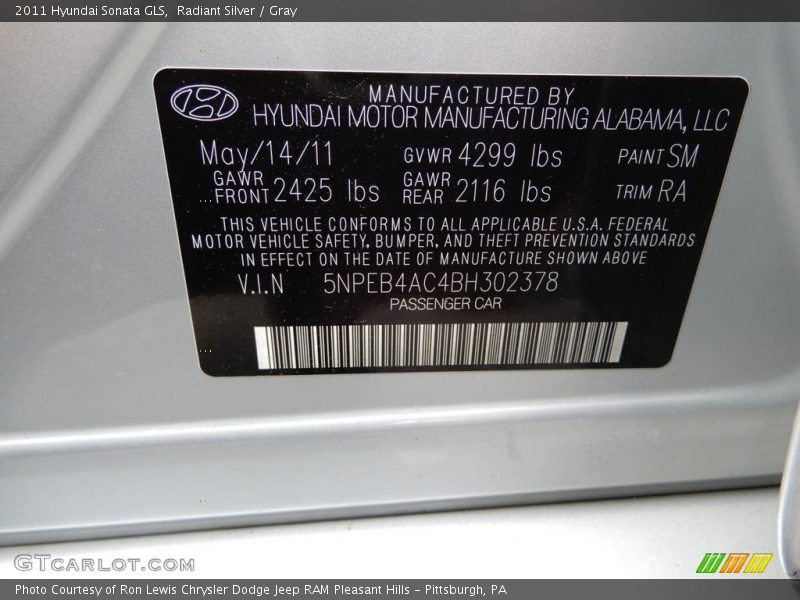 2011 Hyundai Sonata GLS, Radiant Silver / Gray
MANUFACTURED BY
HYUNDAI MOTOR MANUFACTURING ALABAMA, LLC
May/14/11 GVWR 4299 lbs PAINT SM
GAWR FRONT 2425 lbs GAWR REAR 2116 lbs TRIM RA
THIS VEHICLE CONFORMS TO ALL APPLICABLE U.S.A. FEDERAL
MOTOR VEHICLE SAFETY, BUMPER, AND THEFT PREVENTION STANDARDS
IN EFFECT ON THE DATE OF MANUFACTURE SHOWN ABOVE
V.I.N 5NPEB4AC4BH302378
PASSENGER CAR
GTCARLOT.COM
Photo Courtesy of Ron Lewis Chrysler Dodge Jeep RAM Pleasant Hills - Pittsburgh, PA